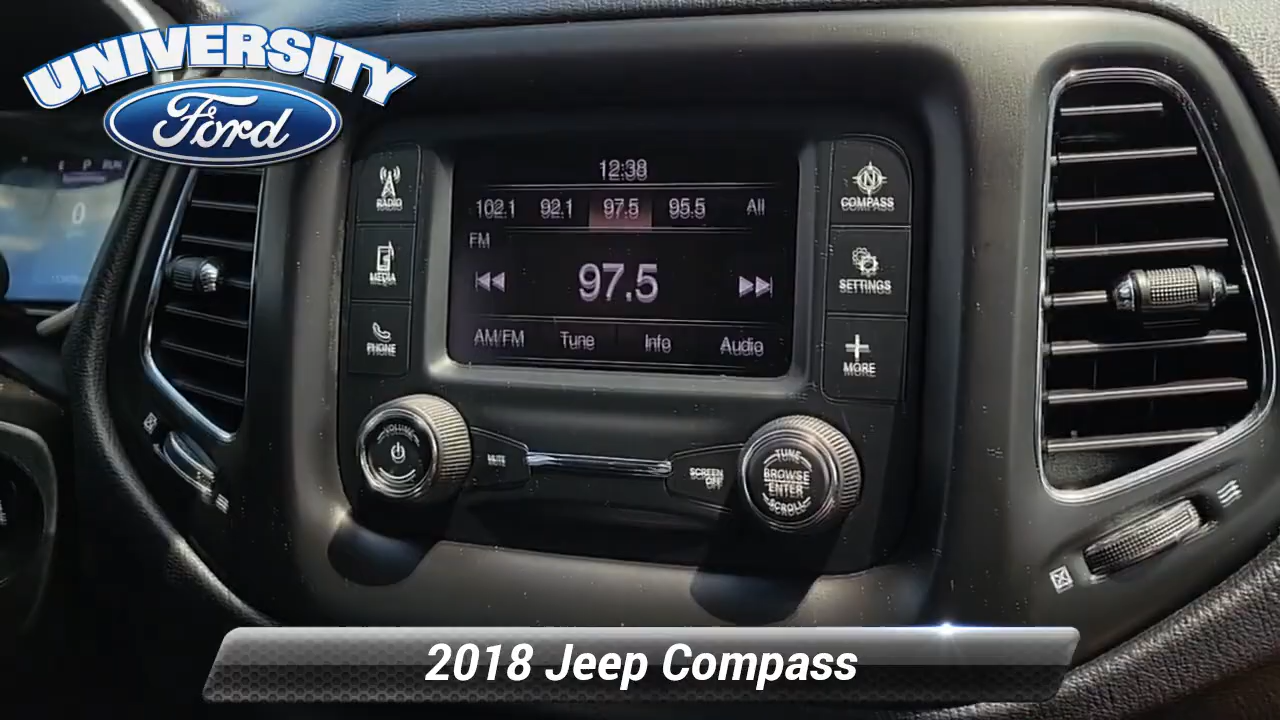 UNIVERSITY
Ford
E P RUN
0
12:38
102.1 92.1 97.5 95.5 All
FM
97.5
AM/FM Tune Info Audio
RADIO
MEDIA
PHONE
N
COMPASS
SETTINGS
MORE
VOLUME
MUTE
SCREEN
OFF
TUNE
BROWSE
ENTER
SCROLL
2018 Jeep Compass